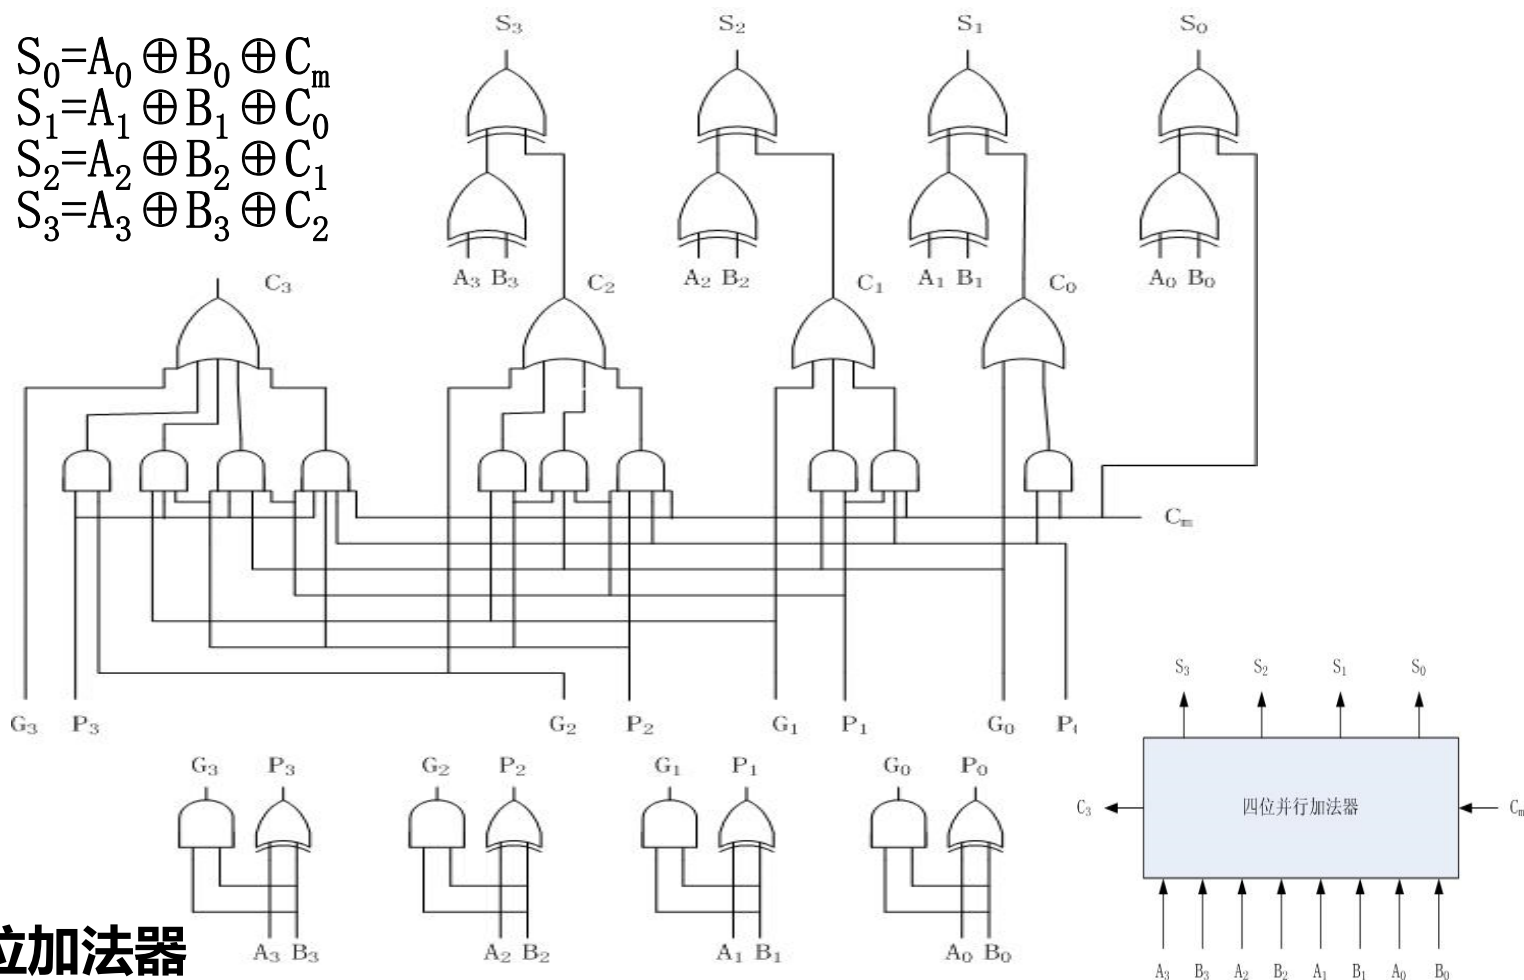 S₃ S₂ S₁ S₀
S₀=A₀⊕B₀⊕Cₘ
S₁=A₁⊕B₁⊕C₀
S₂=A₂⊕B₂⊕C₁
S₃=A₃⊕B₃⊕C₂
A₃ B₃ A₂ B₂ A₁ B₁ A₀ B₀
C₃ C₂ C₁ C₀
Cₘ
G₃ P₃ G₂ P₂ G₁ P₁ G₀
S₃ S₂ S₁ S₀
G₃ P₃ G₂ P₂ G₁ P₁ G₀ P₀
C₃ 四位并行加法器 Cₘ
A₃ B₃ A₂ B₂ A₁ B₁ A₀ B₀
位加法器
A₃ B₃ A₂ B₂ A₁ B₁ A₀ B₀